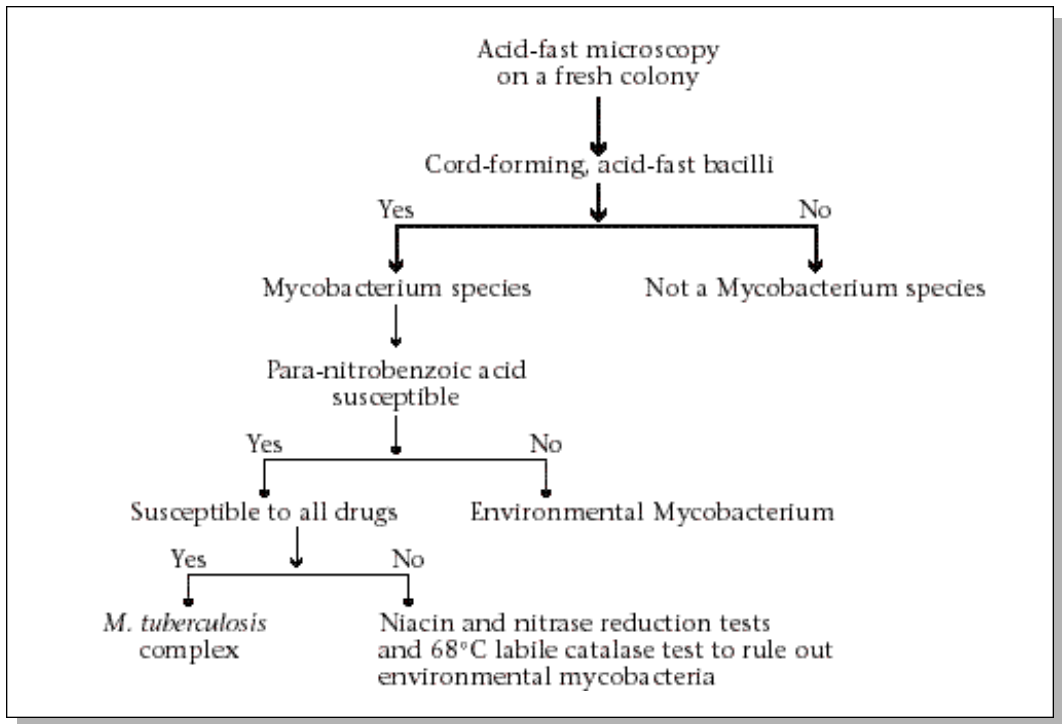 Acid-fast microscopy
on a fresh colony
Cord-forming, acid-fast bacilli
Yes
No
Mycobacterium species
Not a Mycobacterium species
Para-nitrobenzoic acid
susceptible
Yes
No
Susceptible to all drugs
Environmental Mycobacterium
Yes
No
M. tuberculosis
complex
Niacin and nitrase reduction tests
and 68°C labile catalase test to rule out
environmental mycobacteria